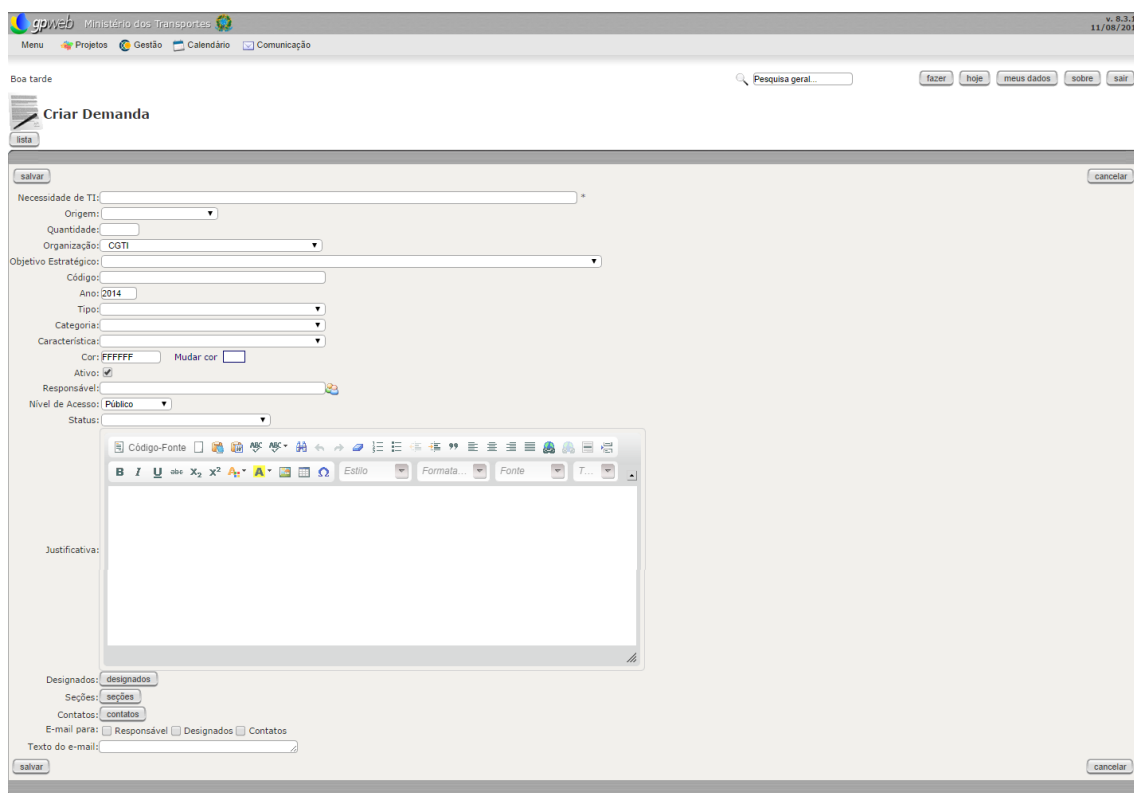 gpweb Ministério dos Transportes
v. 8.3.1
11/08/201
Menu Projetos Gestão Calendário Comunicação
Boa tarde
Pesquisa geral... fazer hoje meus dados sobre sair
Criar Demanda
lista
salvar cancelar
Necessidade de TI: *
Origem:
Quantidade:
Organização: CGTI
Objetivo Estratégico:
Código:
Ano: 2014
Tipo:
Categoria:
Característica:
Cor: FFFFFF Mudar cor
Ativo:
Responsável:
Nível de Acesso: Público
Status:
Código-Fonte ABC ABC
B I U abc X₂ X² A A Ω Estilo Formata... Fonte T...
Justificativa:
Designados: designados
Seções: seções
Contatos: contatos
E-mail para: Responsável Designados Contatos
Texto do e-mail:
salvar cancelar